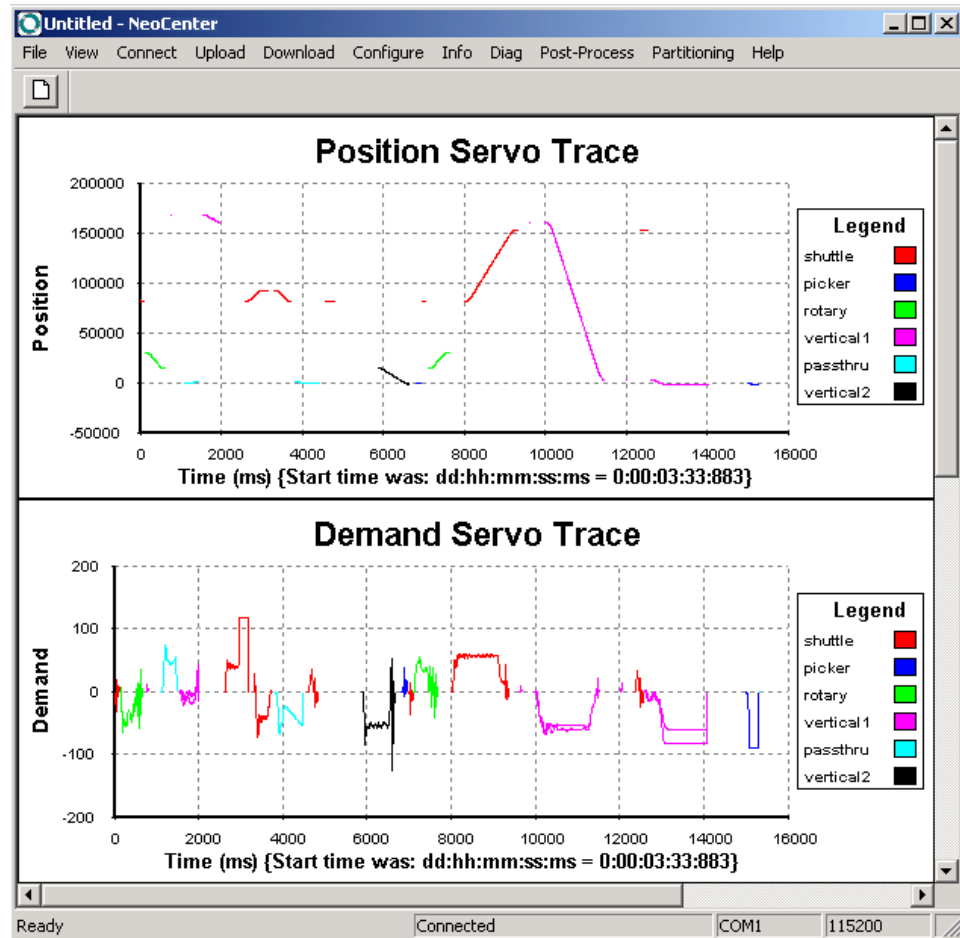 Untitled - NeoCenter
File View Connect Upload Download Configure Info Diag Post-Process Partitioning Help
Position Servo Trace
200000
150000
100000
50000
0
-50000
Position
0 2000 4000 6000 8000 10000 12000 14000 16000
Time (ms) {Start time was: dd:hh:mm:ss:ms = 0:00:03:33:883}
Legend
shuttle
picker
rotary
vertical1
passthru
vertical2
Demand Servo Trace
200
100
0
-100
-200
Demand
0 2000 4000 6000 8000 10000 12000 14000 16000
Time (ms) {Start time was: dd:hh:mm:ss:ms = 0:00:03:33:883}
Legend
shuttle
picker
rotary
vertical1
passthru
vertical2
Ready Connected COM1 115200